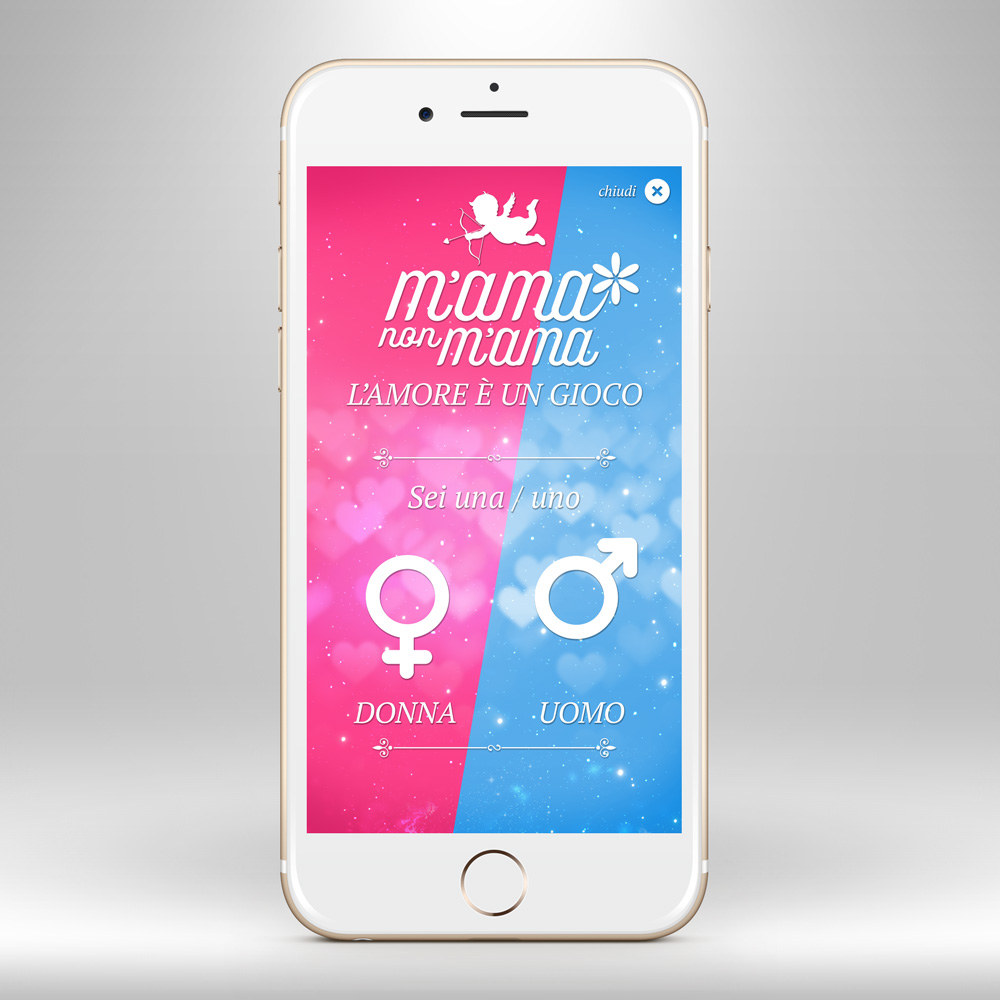 chiudi
m'ama
non m'ama
L'AMORE È UN GIOCO
Sei una / uno
DONNA UOMO